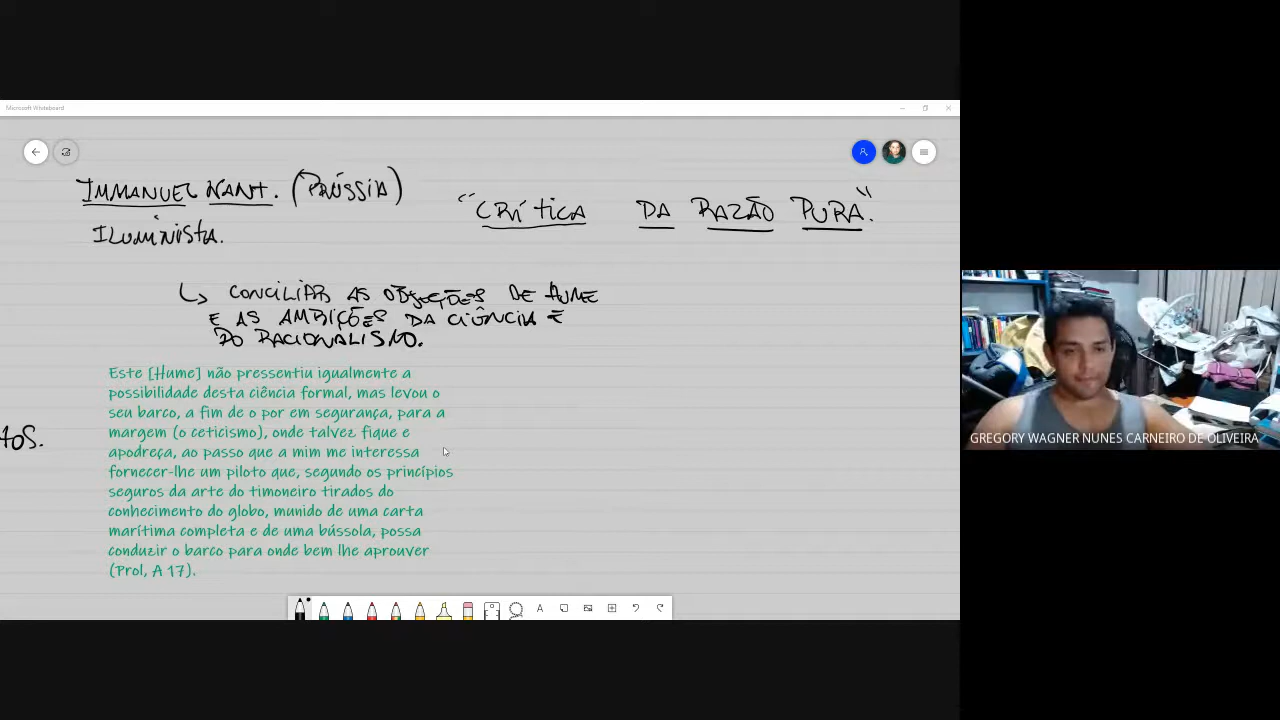 Microsoft Whiteboard
IMMANUEL KANT. (PRÚSSIA)
"CRÍTICA DA RAZÃO PURA".
ILUMINISTA.
CONCILIAR AS OBJEÇÕES DE HUME
E AS AMBIÇÕES DA CIÊNCIA E
DO RACIONALISMO.
Este [Hume] não pressentiu igualmente a
possibilidade desta ciência formal, mas levou o
seu barco, a fim de o por em segurança, para a
margem (o ceticismo), onde talvez fique e
apodreça, ao passo que a mim me interessa
fornecer-lhe um piloto que, segundo os princípios
seguros da arte do timoneiro tirados do
conhecimento do globo, munido de uma carta
marítima completa e de uma bússola, possa
conduzir o barco para onde bem lhe aprouver
(Prol, A 17).
GREGORY WAGNER NUNES CARNEIRO DE OLIVEIRA
A